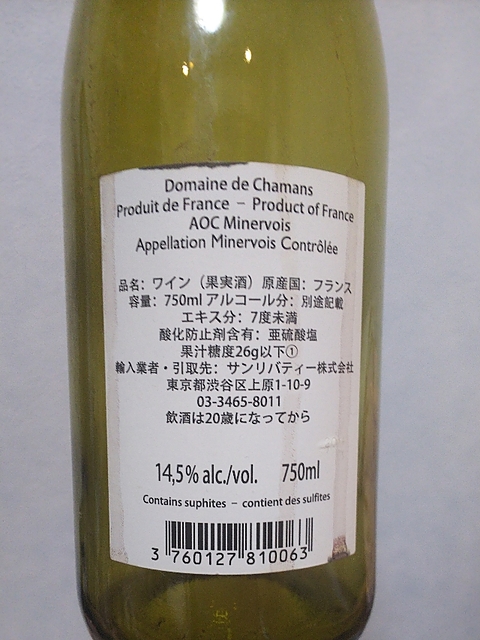 Domaine de Chamans
Produit de France – Product of France
AOC Minervois
Appellation Minervois Contrôlée
品名：ワイン（果実酒）原産国：フランス
容量：750ml アルコール分：別途記載
エキス分：7度未満
酸化防止剤含有：亜硫酸塩
果汁糖度26g以下①
輸入業者・引取先：サンリバティー株式会社
東京都渋谷区上原1-10-9
03-3465-8011
飲酒は20歳になってから
14,5% alc./vol. 750ml
Contains suphites – contient des sulfites
3 760127 810063